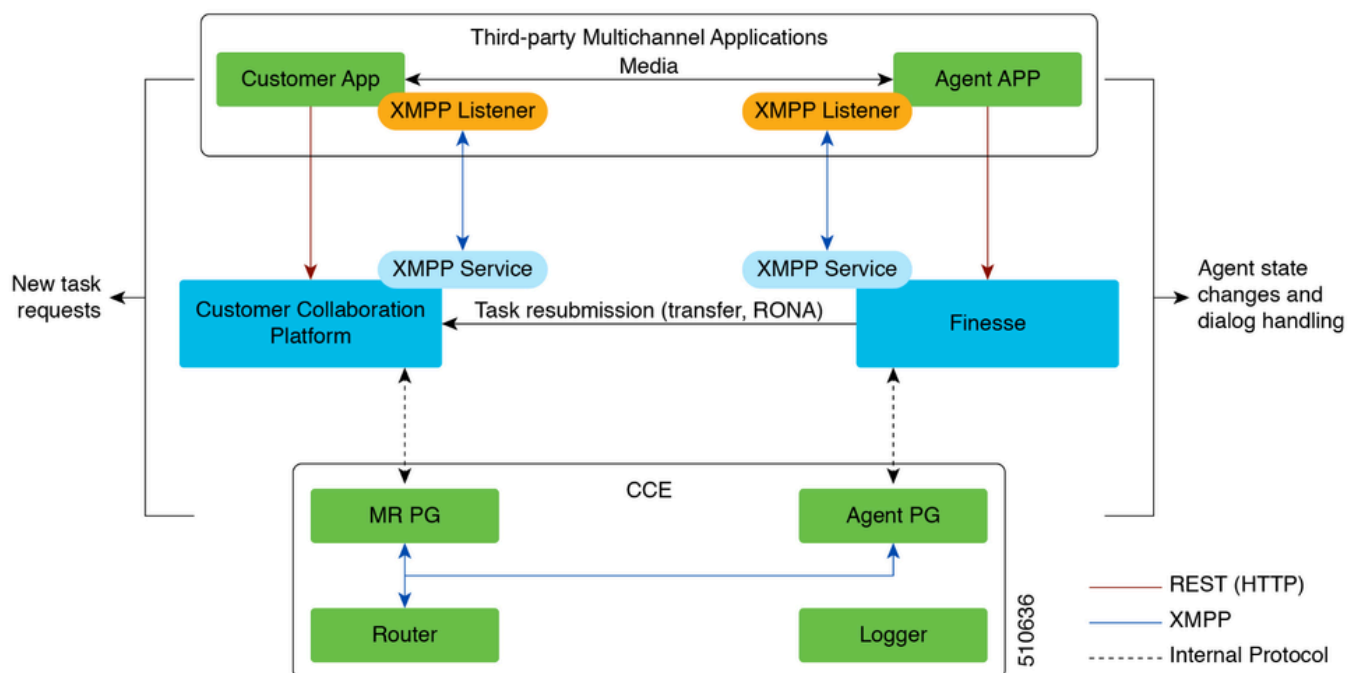 Third-party Multichannel Applications
Media
Customer App
Agent APP
XMPP Listener
XMPP Listener
XMPP Service
XMPP Service
New task
requests
Customer Collaboration
Platform
Task resubmission (transfer, RONA)
Finesse
Agent state
changes and
dialog handling
CCE
MR PG
Agent PG
Router
Logger
510636
REST (HTTP)
XMPP
Internal Protocol